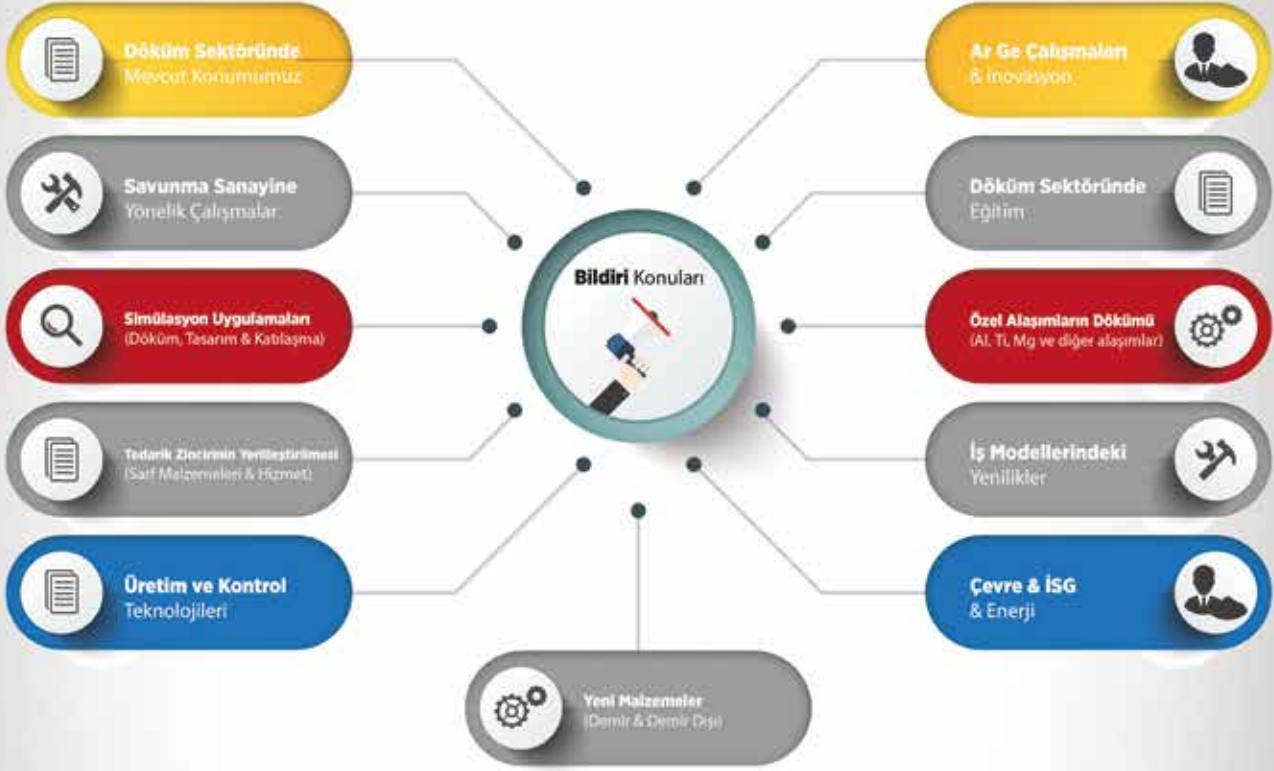 Döküm Sektöründe
Mevcut Konumumuz
Savunma Sanayine
Yönelik Çalışmalar
Simülasyon Uygulamaları
(Döküm, Tasarım & Katılaşma)
Tedarik Zincirinin Yerlileştirilmesi
(Sarf Malzemeleri & Hizmet)
Üretim ve Kontrol
Teknolojileri
Bildiri Konuları
Yeni Malzemeler
(Demir & Demir Dışı)
Ar Ge Çalışmaları
& İnovasyon
Döküm Sektöründe
Eğitim
Özel Alaşımların Dökümü
(Al, Ti, Mg ve diğer alaşımlar)
İş Modellerindeki
Yenilikler
Çevre & İSG
& Enerji